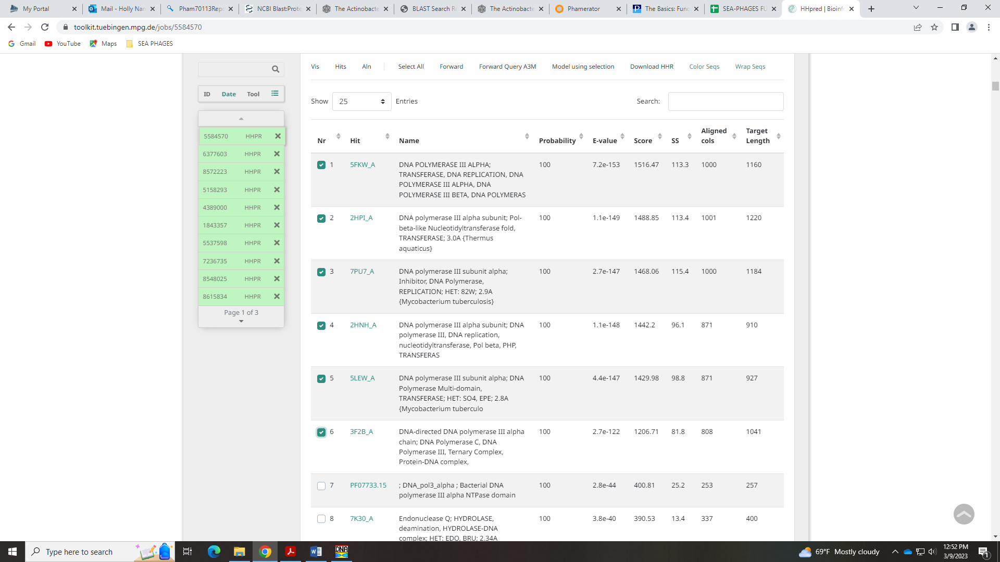 My Portal
Mail - Holly Nan
Pham70113Repo
NCBI Blast:Prote
The Actinobacte
BLAST Search Re
The Actinobacte
Phamerator
The Basics: Func
SEA-PHAGES FU
HHpred | Bioinfo
toolkit.tuebingen.mpg.de/jobs/5584570
Gmail YouTube Maps SEA PHAGES
Vis Hits Aln Select All Forward Forward Query A3M Model using selection Download HHR Color Seqs Wrap Seqs
ID Date Tool
5584570 HHPR
6377603 HHPR
8572223 HHPR
5158293 HHPR
4389000 HHPR
1843357 HHPR
5537598 HHPR
7236735 HHPR
8548025 HHPR
8615834 HHPR
Page 1 of 3
Show 25 Entries Search:
Nr Hit Name Probability E-value Score SS Aligned cols Target Length
1 5FKW_A DNA POLYMERASE III ALPHA; 100 7.2e-153 1516.47 113.3 1000 1160
TRANSFERASE, DNA REPLICATION, DNA
POLYMERASE III ALPHA, DNA
POLYMERASE III BETA, DNA POLYMERAS
2 2HPI_A DNA polymerase III alpha subunit; Pol- 100 1.1e-149 1488.85 113.4 1001 1220
beta-like Nucleotidyltransferase fold,
TRANSFERASE; 3.0A {Thermus
aquaticus}
3 7PU7_A DNA polymerase III subunit alpha; 100 2.7e-147 1468.06 115.4 1000 1184
Inhibitor, DNA Polymerase,
REPLICATION; HET: 82W; 2.9A
{Mycobacterium tuberculosis}
4 2HNH_A DNA polymerase III alpha subunit; DNA 100 1.1e-148 1442.2 96.1 871 910
polymerase III, DNA replication,
nucleotidyltransferase, Pol beta, PHP,
TRANSFERAS
5 5LEW_A DNA polymerase III subunit alpha; DNA 100 4.4e-147 1429.98 98.8 871 927
Polymerase Multi-domain,
TRANSFERASE; HET: SO4, EPE; 2.8A
{Mycobacterium tuberculo
6 3F2B_A DNA-directed DNA polymerase III alpha 100 2.7e-122 1206.71 81.8 808 1041
chain; DNA Polymerase C, DNA
Polymerase III, Ternary Complex,
Protein-DNA complex,
7 PF07733.15 ; DNA_pol3_alpha ; Bacterial DNA 100 2.8e-44 400.81 25.2 253 257
polymerase III alpha NTPase domain
8 7K30_A Endonuclease Q; HYDROLASE, 100 3.8e-40 390.53 13.4 337 400
deamination, HYDROLASE-DNA
complex; HET: EDO, BRU; 2.34A
Type here to search
DNA
69°F Mostly cloudy
12:52 PM
3/9/2023
1